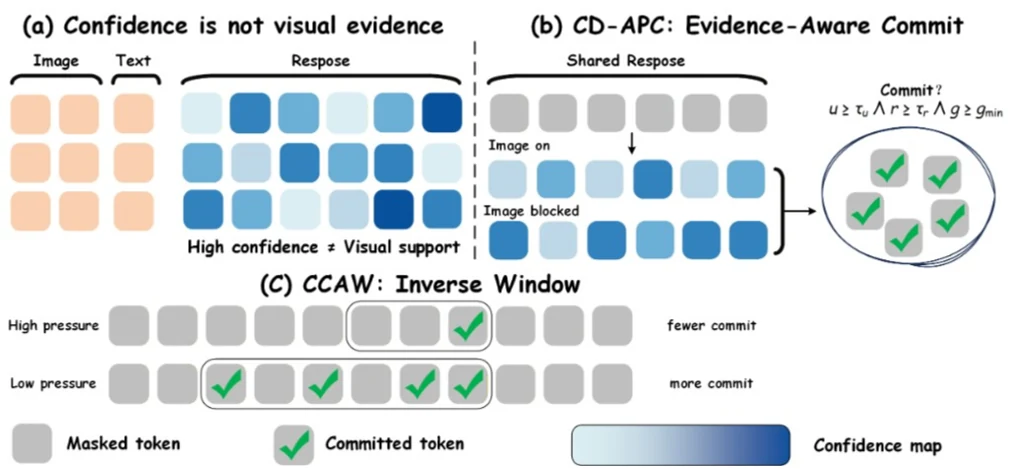 (a) Confidence is not visual evidence
Image Text Respose
High confidence ≠ Visual support
(b) CD-APC: Evidence-Aware Commit
Shared Respose
Image on
Image blocked
Commit?
u ≥ τu ∧ r ≥ τr ∧ g ≥ gmin
(C) CCAW: Inverse Window
High pressure fewer commit
Low pressure more commit
Masked token Committed token Confidence map